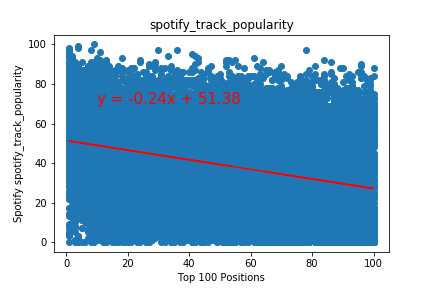 spotify_track_popularity
100
80
60
40
20
0
Spotify spotify_track_popularity
y = -0.24x + 51.38
0 20 40 60 80 100
Top 100 Positions